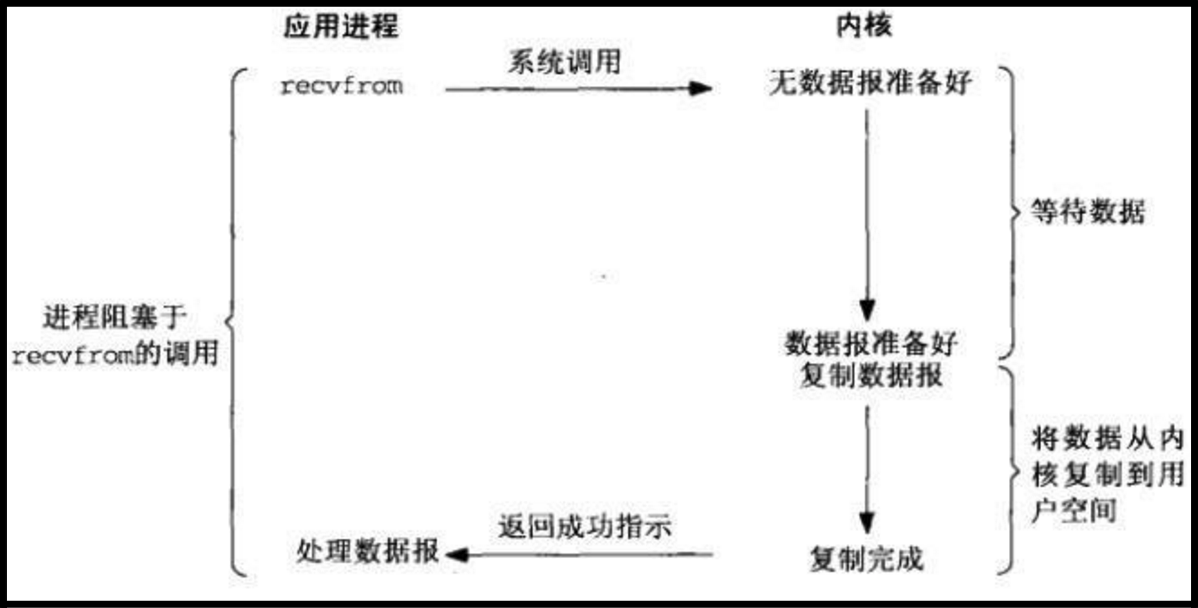 应用进程
内核
recvfrom
系统调用
无数据报准备好
等待数据
进程阻塞于
recvfrom的调用
数据报准备好
复制数据报
将数据从内
核复制到用
户空间
处理数据报
返回成功指示
复制完成